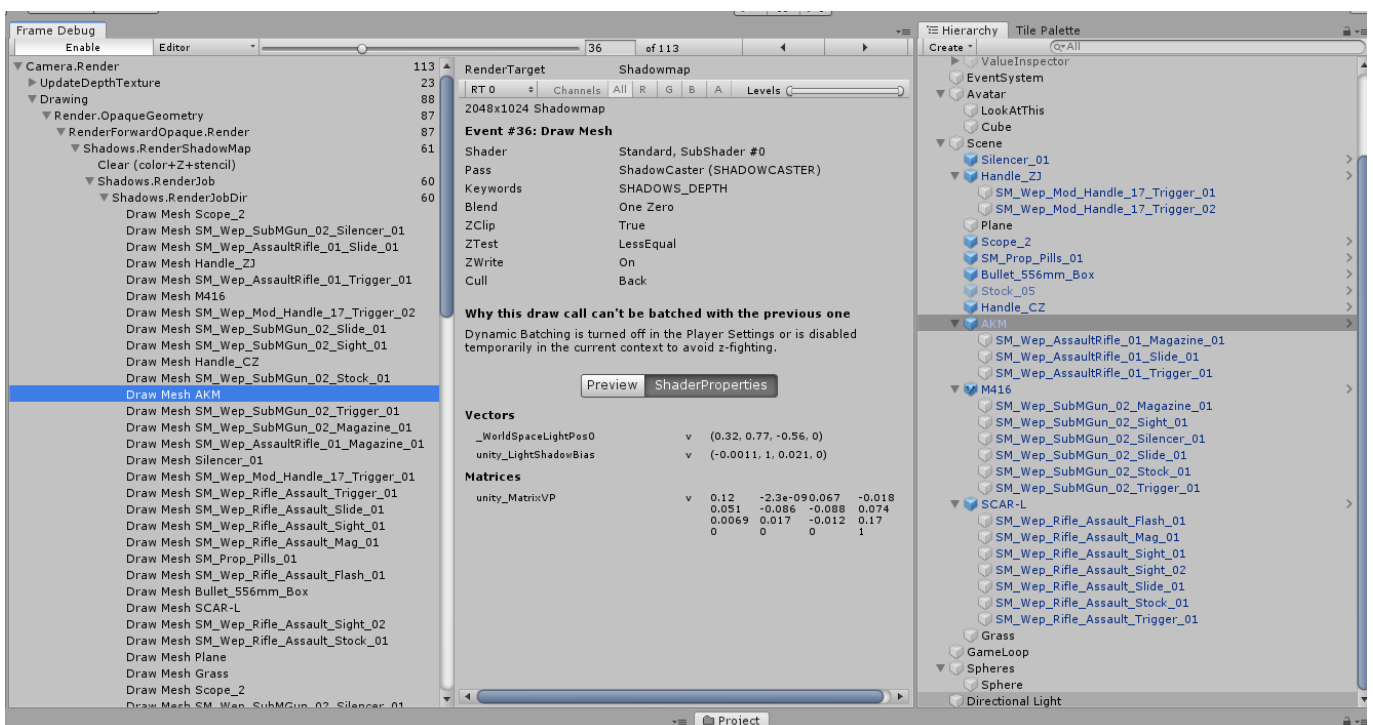 Frame Debug
Enable Editor 36 of 113
Camera.Render 113
UpdateDepthTexture 23
Drawing 88
Render.OpaqueGeometry 87
RenderForwardOpaque.Render 87
Shadows.RenderShadowMap 61
Clear (color+Z+stencil)
Shadows.RenderJob 60
Shadows.RenderJobDir 60
Draw Mesh Scope_2
Draw Mesh SM_Wep_SubMGun_02_Silencer_01
Draw Mesh SM_Wep_AssaultRifle_01_Slide_01
Draw Mesh Handle_ZJ
Draw Mesh SM_Wep_AssaultRifle_01_Trigger_01
Draw Mesh M416
Draw Mesh SM_Wep_Mod_Handle_17_Trigger_02
Draw Mesh SM_Wep_SubMGun_02_Slide_01
Draw Mesh SM_Wep_SubMGun_02_Sight_01
Draw Mesh Handle_CZ
Draw Mesh SM_Wep_SubMGun_02_Stock_01
Draw Mesh AKM
Draw Mesh SM_Wep_SubMGun_02_Trigger_01
Draw Mesh SM_Wep_SubMGun_02_Magazine_01
Draw Mesh SM_Wep_AssaultRifle_01_Magazine_01
Draw Mesh Silencer_01
Draw Mesh SM_Wep_Mod_Handle_17_Trigger_01
Draw Mesh SM_Wep_Rifle_Assault_Trigger_01
Draw Mesh SM_Wep_Rifle_Assault_Slide_01
Draw Mesh SM_Wep_Rifle_Assault_Sight_01
Draw Mesh SM_Wep_Rifle_Assault_Mag_01
Draw Mesh SM_Prop_Pills_01
Draw Mesh SM_Wep_Rifle_Assault_Flash_01
Draw Mesh Bullet_556mm_Box
Draw Mesh SCAR-L
Draw Mesh SM_Wep_Rifle_Assault_Sight_02
Draw Mesh SM_Wep_Rifle_Assault_Stock_01
Draw Mesh Plane
Draw Mesh Grass
Draw Mesh Scope_2
Draw Mesh SM_Wep_SubMGun_02_Silencer_01
RenderTarget Shadowmap
RT 0 Channels All R G B A Levels
2048x1024 Shadowmap
Event #36: Draw Mesh
Shader Standard, SubShader #0
Pass ShadowCaster (SHADOWCASTER)
Keywords SHADOWS_DEPTH
Blend One Zero
ZClip True
ZTest LessEqual
ZWrite On
Cull Back
Why this draw call can't be batched with the previous one
Dynamic Batching is turned off in the Player Settings or is disabled
temporarily in the current context to avoid z-fighting.
Preview ShaderProperties
Vectors
_WorldSpaceLightPos0 v (0.32, 0.77, -0.56, 0)
unity_LightShadowBias v (-0.0011, 1, 0.021, 0)
Matrices
unity_MatrixVP v 0.12 -2.3e-09 0.067 -0.018
0.051 -0.086 -0.088 0.074
0.0069 0.017 -0.012 0.17
0 0 0 1
Hierarchy Tile Palette
Create All
ValueInspector
EventSystem
Avatar
LookAtThis
Cube
Scene
Silencer_01
Handle_ZJ
SM_Wep_Mod_Handle_17_Trigger_01
SM_Wep_Mod_Handle_17_Trigger_02
Plane
Scope_2
SM_Prop_Pills_01
Bullet_556mm_Box
Stock_05
Handle_CZ
AKM
SM_Wep_AssaultRifle_01_Magazine_01
SM_Wep_AssaultRifle_01_Slide_01
SM_Wep_AssaultRifle_01_Trigger_01
M416
SM_Wep_SubMGun_02_Magazine_01
SM_Wep_SubMGun_02_Sight_01
SM_Wep_SubMGun_02_Silencer_01
SM_Wep_SubMGun_02_Slide_01
SM_Wep_SubMGun_02_Stock_01
SM_Wep_SubMGun_02_Trigger_01
SCAR-L
SM_Wep_Rifle_Assault_Flash_01
SM_Wep_Rifle_Assault_Mag_01
SM_Wep_Rifle_Assault_Sight_01
SM_Wep_Rifle_Assault_Sight_02
SM_Wep_Rifle_Assault_Slide_01
SM_Wep_Rifle_Assault_Stock_01
SM_Wep_Rifle_Assault_Trigger_01
Grass
GameLoop
Spheres
Sphere
Directional Light
Project